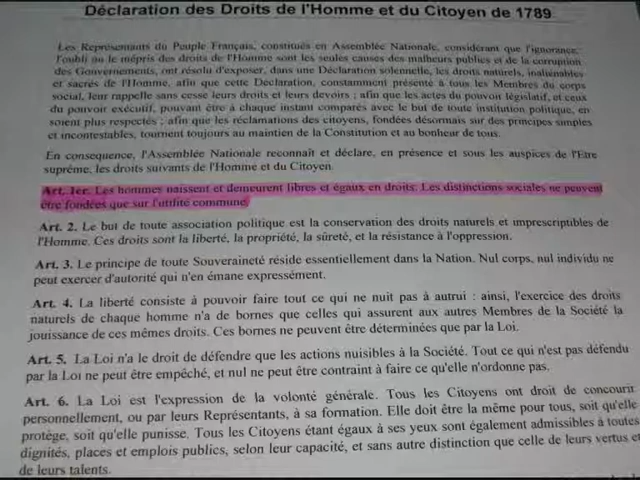 Déclaration des Droits de l'Homme et du Citoyen de 1789
Les Représentants du Peuple Français, constitués en Assemblée Nationale, considérant que l'ignorance,
l'oubli ou le mépris des droits de l'Homme sont les seules causes des malheurs publics et de la corruption
des Gouvernements, ont résolu d'exposer, dans une Déclaration solennelle, les droits naturels, inaliénables
et sacrés de l'Homme, afin que cette Déclaration, constamment présente à tous les Membres du corps
social, leur rappelle sans cesse leurs droits et leurs devoirs ; afin que les actes du pouvoir législatif, et ceux
du pouvoir exécutif, pouvant être à chaque instant comparés avec le but de toute institution politique, en
soient plus respectés ; afin que les réclamations des citoyens, fondées désormais sur des principes simples
et incontestables, tournent toujours au maintien de la Constitution et au bonheur de tous.
En conséquence, l'Assemblée Nationale reconnaît et déclare, en présence et sous les auspices de l'Etre
suprême, les droits suivants de l'Homme et du Citoyen.
Art. 1er. Les hommes naissent et demeurent libres et égaux en droits. Les distinctions sociales ne peuvent
être fondées que sur l'utilité commune.
Art. 2. Le but de toute association politique est la conservation des droits naturels et imprescriptibles de
l'Homme. Ces droits sont la liberté, la propriété, la sûreté, et la résistance à l'oppression.
Art. 3. Le principe de toute Souveraineté réside essentiellement dans la Nation. Nul corps, nul individu ne
peut exercer d'autorité qui n'en émane expressément.
Art. 4. La liberté consiste à pouvoir faire tout ce qui ne nuit pas à autrui : ainsi, l'exercice des droits
naturels de chaque homme n'a de bornes que celles qui assurent aux autres Membres de la Société la
jouissance de ces mêmes droits. Ces bornes ne peuvent être déterminées que par la Loi.
Art. 5. La Loi n'a le droit de défendre que les actions nuisibles à la Société. Tout ce qui n'est pas défendu
par la Loi ne peut être empêché, et nul ne peut être contraint à faire ce qu'elle n'ordonne pas.
Art. 6. La Loi est l'expression de la volonté générale. Tous les Citoyens ont droit de concourir
personnellement, ou par leurs Représentants, à sa formation. Elle doit être la même pour tous, soit qu'elle
protège, soit qu'elle punisse. Tous les Citoyens étant égaux à ses yeux sont également admissibles à toutes
dignités, places et emplois publics, selon leur capacité, et sans autre distinction que celle de leurs vertus et
de leurs talents.